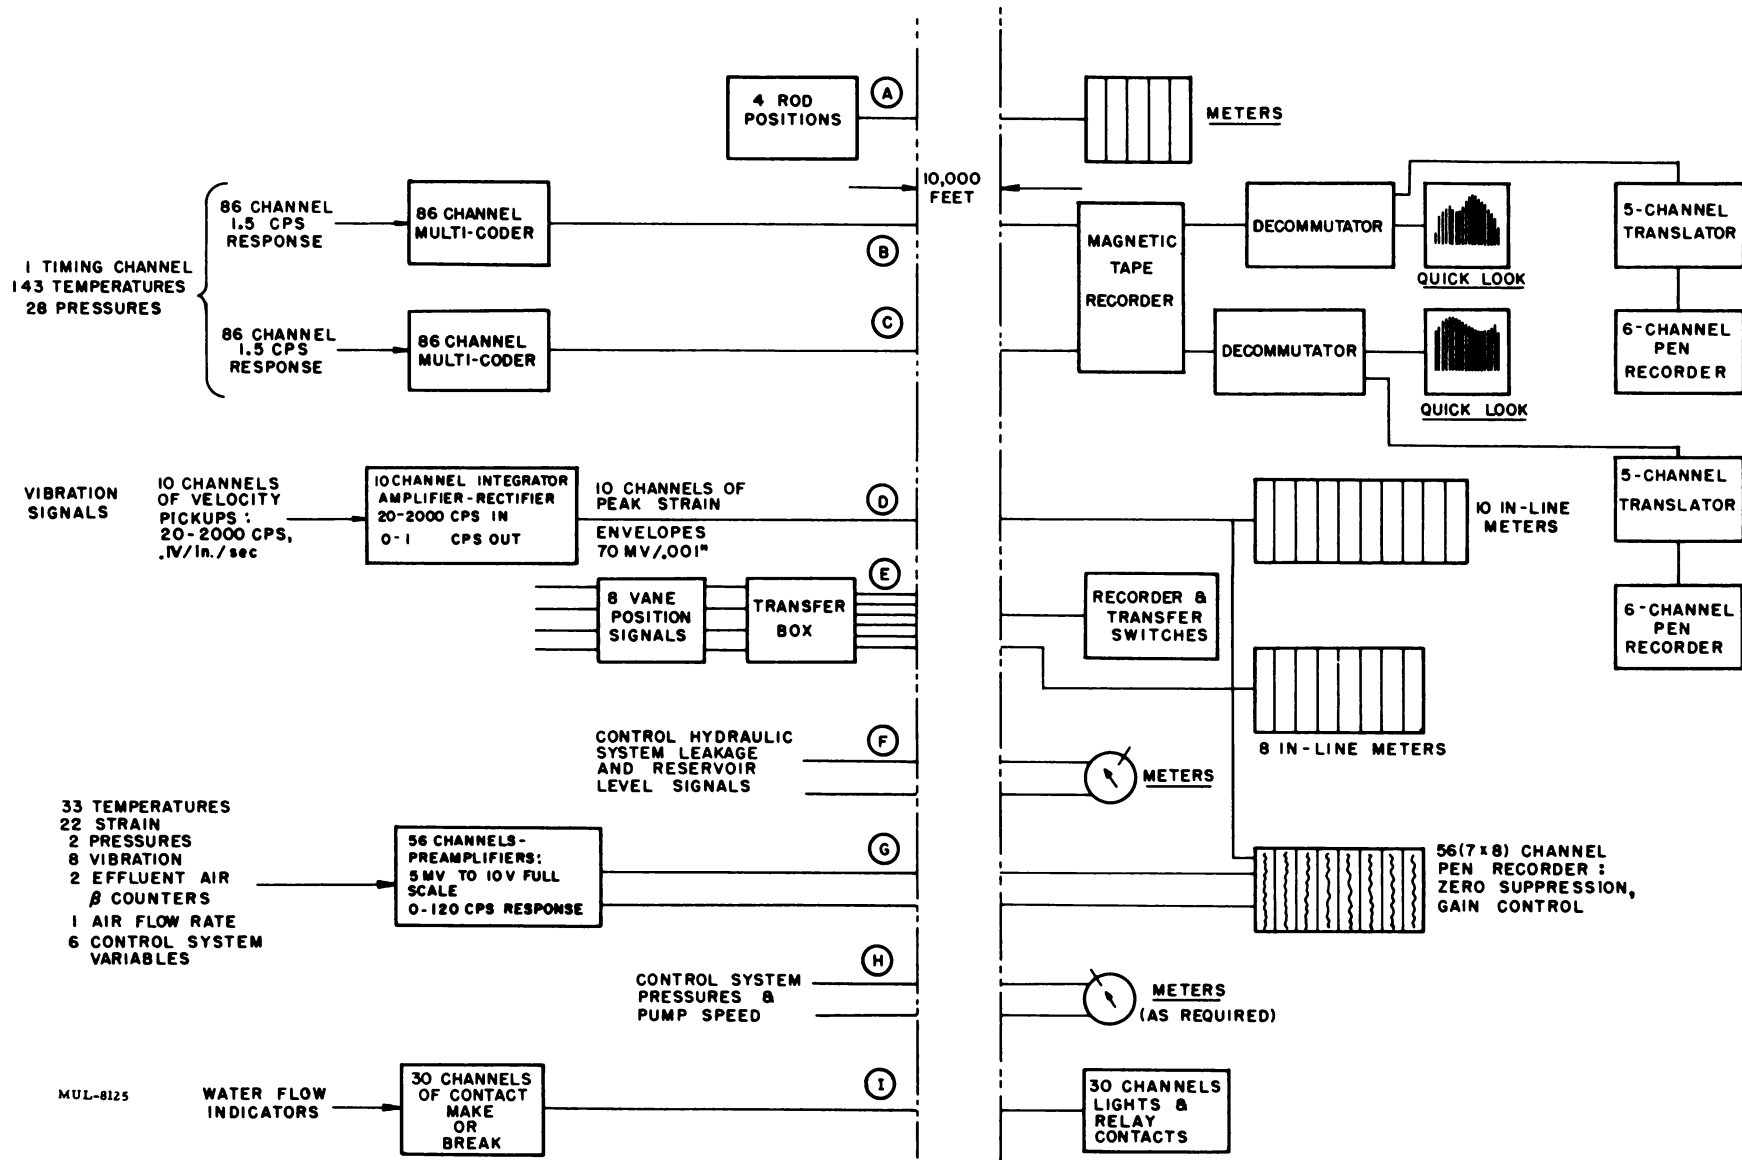 4 ROD
POSITIONS
A
METERS
10,000
FEET
1 TIMING CHANNEL
143 TEMPERATURES
28 PRESSURES
86 CHANNEL
1.5 CPS
RESPONSE
86 CHANNEL
MULTI-CODER
B
MAGNETIC
TAPE
RECORDER
DECOMMUTATOR
QUICK LOOK
5-CHANNEL
TRANSLATOR
6-CHANNEL
PEN
RECORDER
86 CHANNEL
1.5 CPS
RESPONSE
86 CHANNEL
MULTI-CODER
C
DECOMMUTATOR
QUICK LOOK
5-CHANNEL
TRANSLATOR
6-CHANNEL
PEN
RECORDER
VIBRATION
SIGNALS
10 CHANNELS
OF VELOCITY
PICKUPS:
20-2000 CPS,
.1V/in./sec
10 CHANNEL INTEGRATOR
AMPLIFIER-RECTIFIER
20-2000 CPS IN
0-1 CPS OUT
10 CHANNELS OF
PEAK STRAIN
ENVELOPES
70 MV/.001"
D
10 IN-LINE
METERS
E
8 VANE
POSITION
SIGNALS
TRANSFER
BOX
RECORDER &
TRANSFER
SWITCHES
8 IN-LINE METERS
CONTROL HYDRAULIC
SYSTEM LEAKAGE
AND RESERVOIR
LEVEL SIGNALS
F
METERS
33 TEMPERATURES
22 STRAIN
2 PRESSURES
8 VIBRATION
2 EFFLUENT AIR
β COUNTERS
1 AIR FLOW RATE
6 CONTROL SYSTEM
VARIABLES
56 CHANNELS-
PREAMPLIFIERS:
5 MV TO 10 V FULL
SCALE
0-120 CPS RESPONSE
G
56(7x8) CHANNEL
PEN RECORDER:
ZERO SUPPRESSION,
GAIN CONTROL
CONTROL SYSTEM
PRESSURES &
PUMP SPEED
H
METERS
(AS REQUIRED)
MUL-8125
WATER FLOW
INDICATORS
30 CHANNELS
OF CONTACT
MAKE
OR
BREAK
I
30 CHANNELS
LIGHTS &
RELAY
CONTACTS